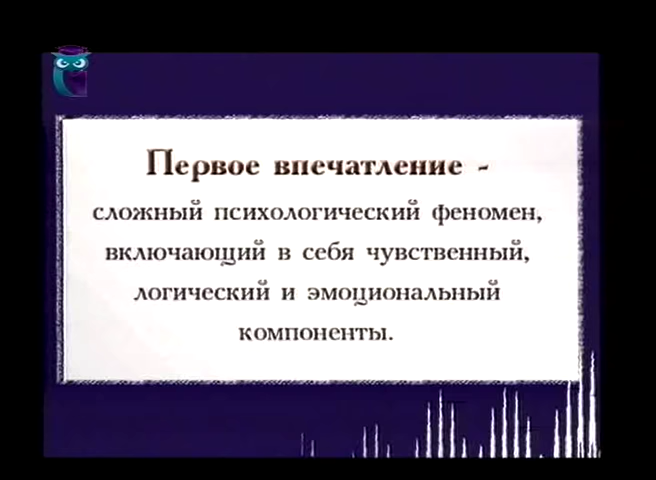 Первое впечатление -
сложный психологический феномен,
включающий в себя чувственный,
логический и эмоциональный
компоненты.